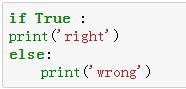 if True :
print('right')
else:
    print('wrong')